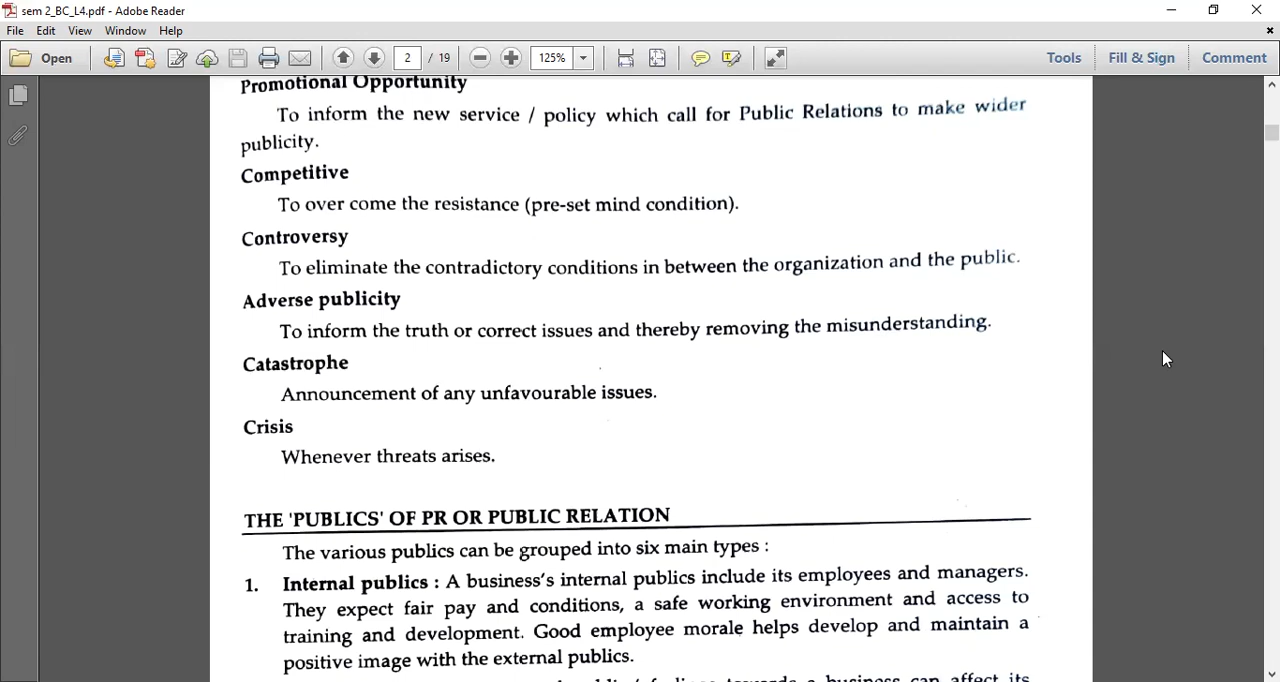 sem 2_BC_L4.pdf - Adobe Reader
File Edit View Window Help
Open 2 / 19 125% Tools Fill & Sign Comment
Promotional Opportunity
To inform the new service / policy which call for Public Relations to make wider
publicity.
Competitive
To over come the resistance (pre-set mind condition).
Controversy
To eliminate the contradictory conditions in between the organization and the public.
Adverse publicity
To inform the truth or correct issues and thereby removing the misunderstanding.
Catastrophe
Announcement of any unfavourable issues.
Crisis
Whenever threats arises.
THE 'PUBLICS' OF PR OR PUBLIC RELATION
The various publics can be grouped into six main types :
1. Internal publics : A business's internal publics include its employees and managers.
They expect fair pay and conditions, a safe working environment and access to
training and development. Good employee morale helps develop and maintain a
positive image with the external publics.
feelings towards a business can affect its